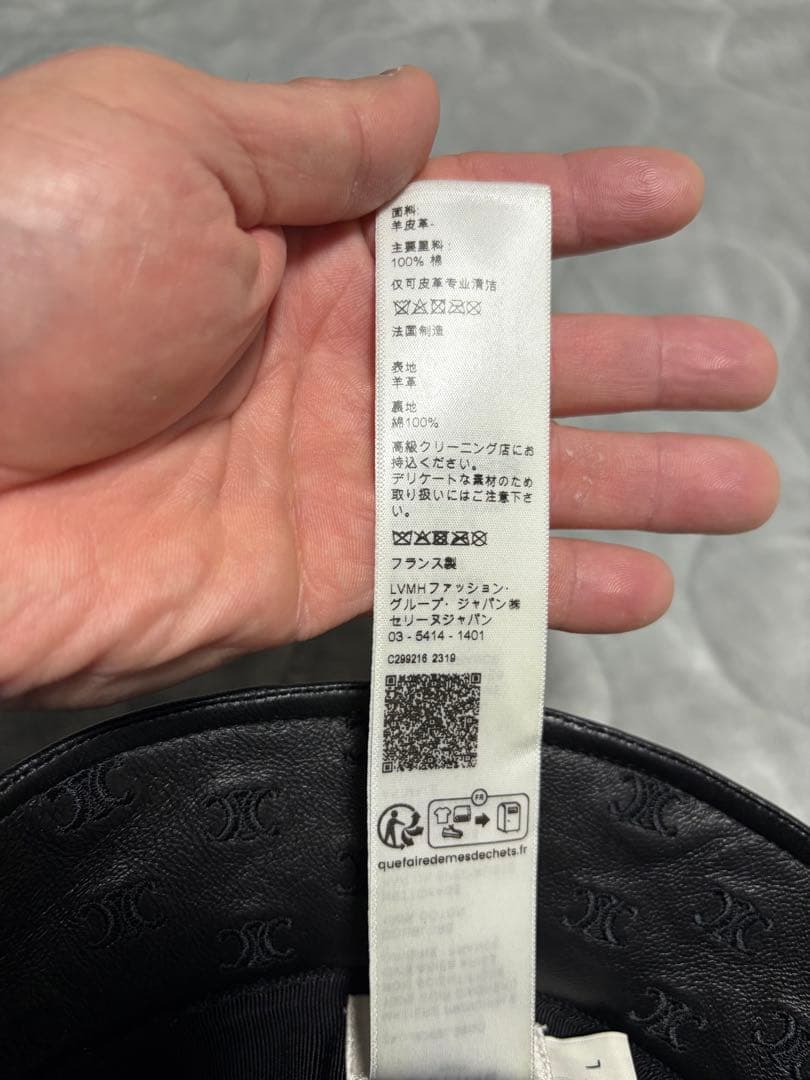 面料:
羊皮革-
主要里料:
100% 棉
仅可皮革专业清洁
法国制造
表地
羊革
裏地
綿100%
高級クリーニング店にお
持込ください。
デリケートな素材のため
取り扱いにはご注意下さ
い。
フランス製
LVMHファッション・
グループ・ジャパン㈱
セリーヌジャパン
03 - 5414 - 1401
C299216 2319
FR
quefairedemesdechets.fr
L